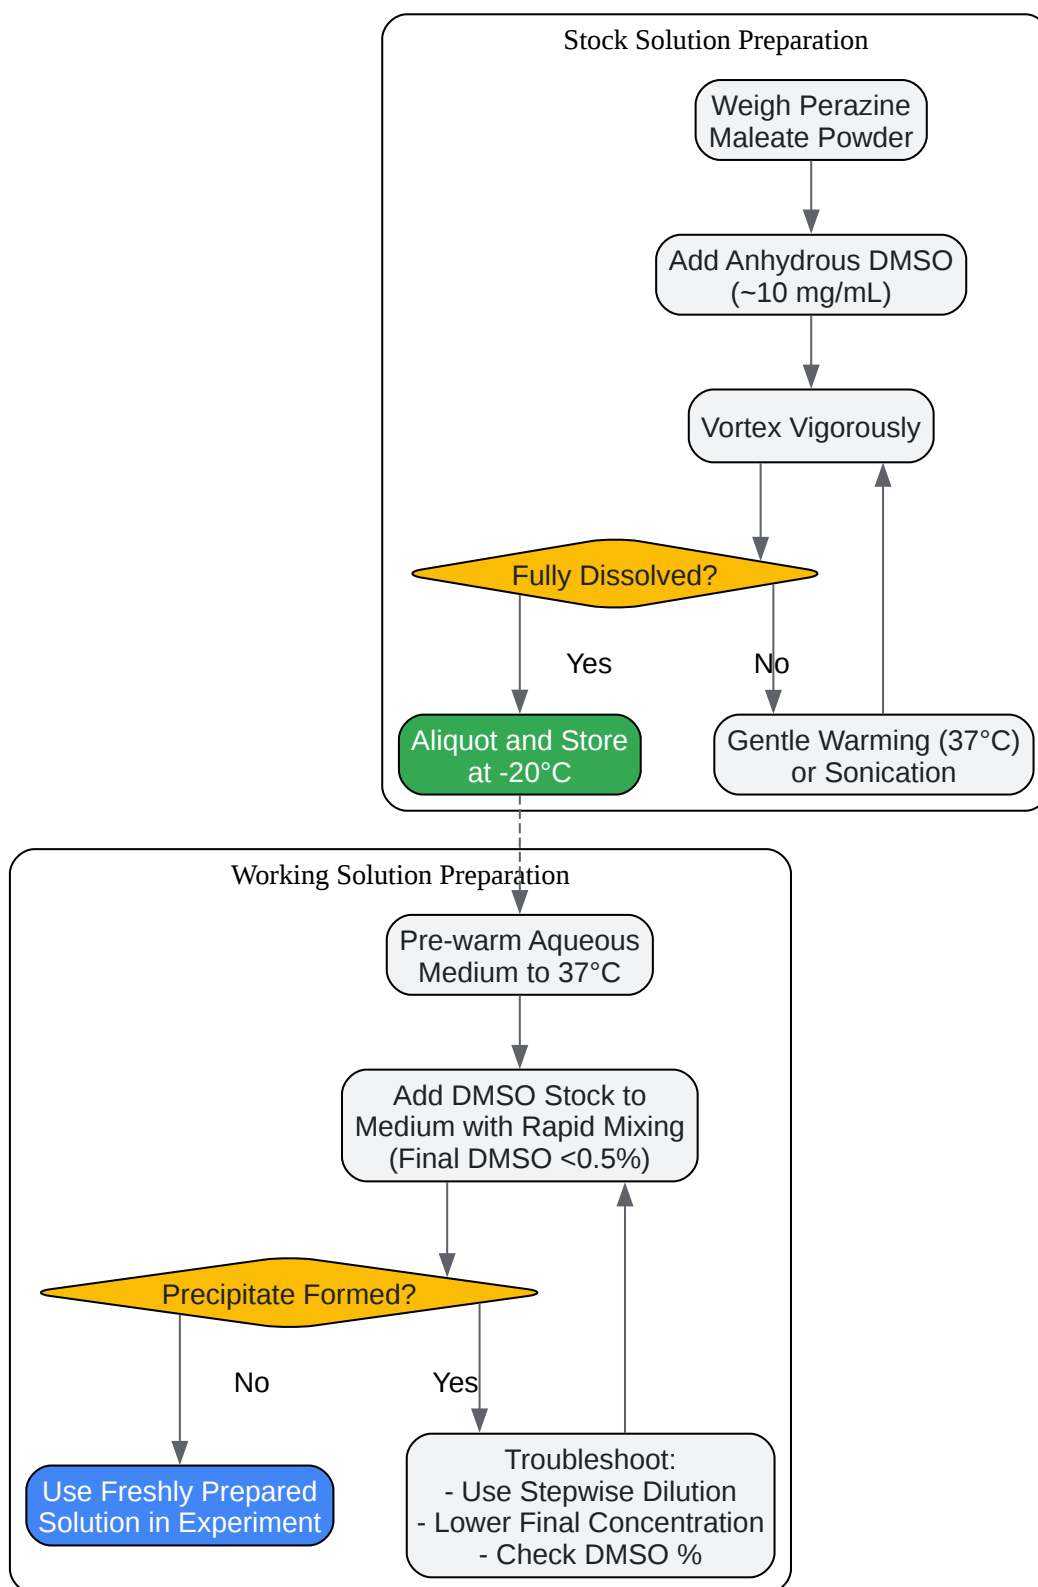 Stock Solution Preparation
Weigh Perazine
Maleate Powder
Add Anhydrous DMSO
(~10 mg/mL)
Vortex Vigorously
Fully Dissolved?
Yes
No
Aliquot and Store
at -20°C
Gentle Warming (37°C)
or Sonication
Working Solution Preparation
Pre-warm Aqueous
Medium to 37°C
Add DMSO Stock to
Medium with Rapid Mixing
(Final DMSO <0.5%)
Precipitate Formed?
No
Yes
Use Freshly Prepared
Solution in Experiment
Troubleshoot:
- Use Stepwise Dilution
- Lower Final Concentration
- Check DMSO %